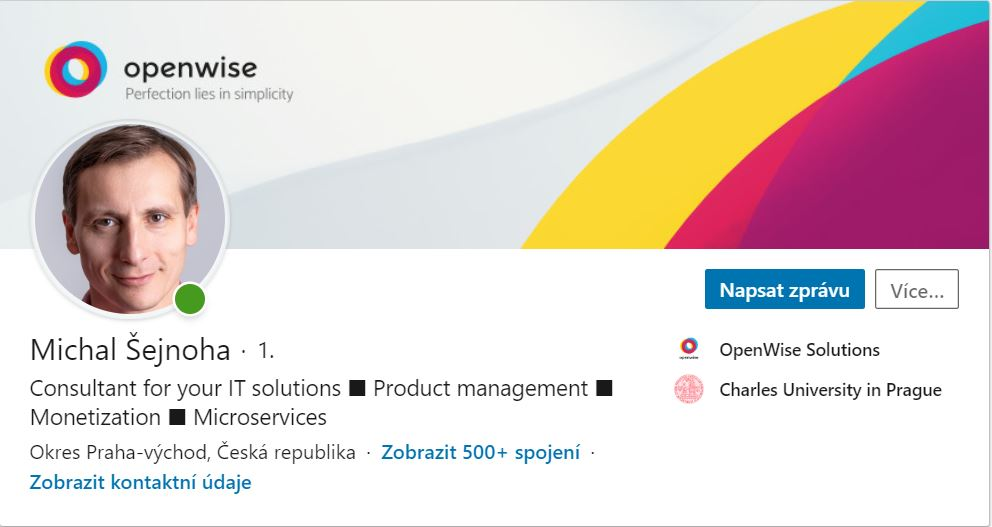 openwise
Perfection lies in simplicity
Napsat zprávu
Více...
Michal Šejnoha · 1.
Consultant for your IT solutions ■ Product management ■
Monetization ■ Microservices
Okres Praha-východ, Česká republika · Zobrazit 500+ spojení ·
Zobrazit kontaktní údaje
openwise
OpenWise Solutions
Charles University in Prague